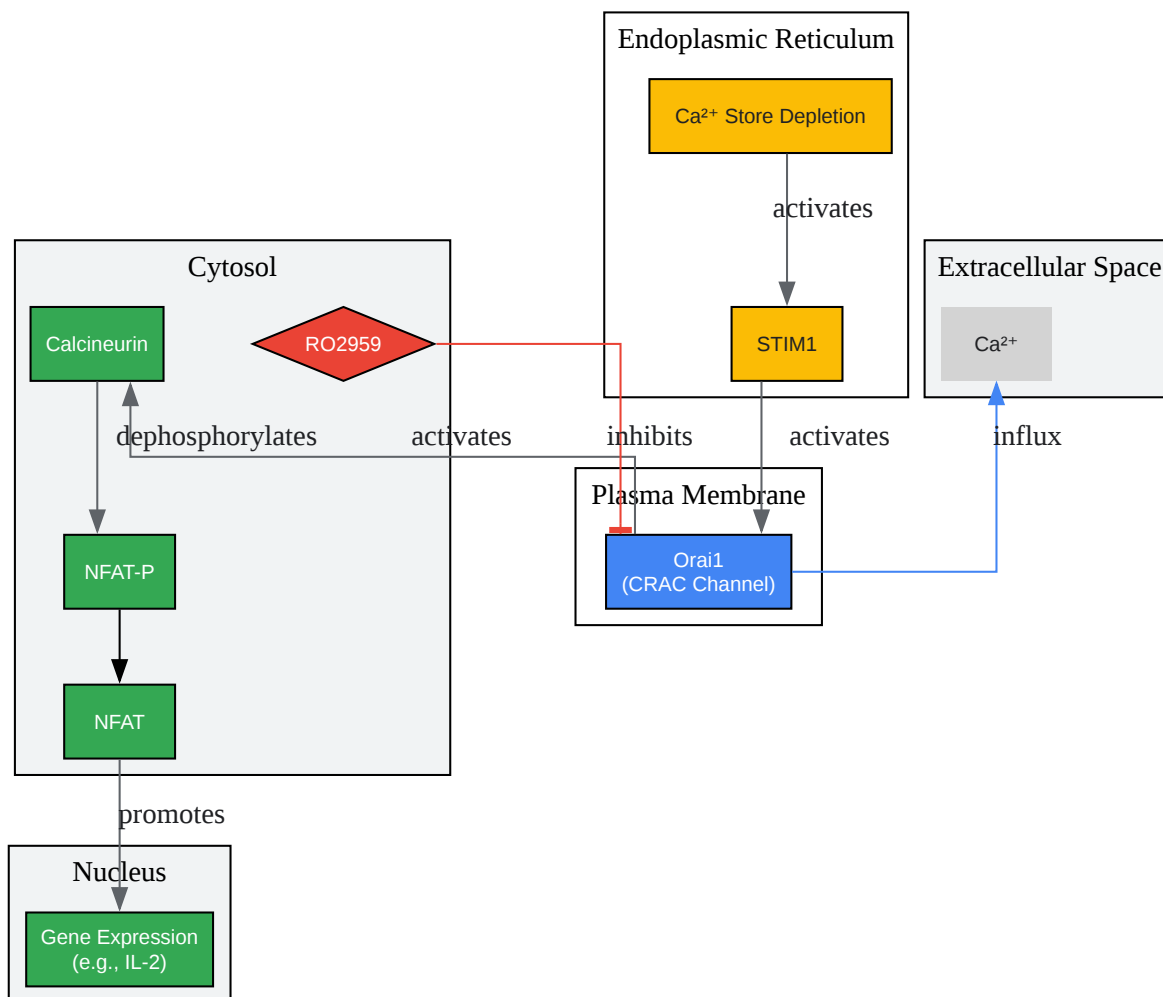 Endoplasmic Reticulum
Ca²⁺ Store Depletion
activates
Cytosol
Extracellular Space
Calcineurin
RO2959
STIM1
Ca²⁺
dephosphorylates
activates
inhibits
activates
influx
Plasma Membrane
NFAT-P
Orai1
(CRAC Channel)
NFAT
promotes
Nucleus
Gene Expression
(e.g., IL-2)